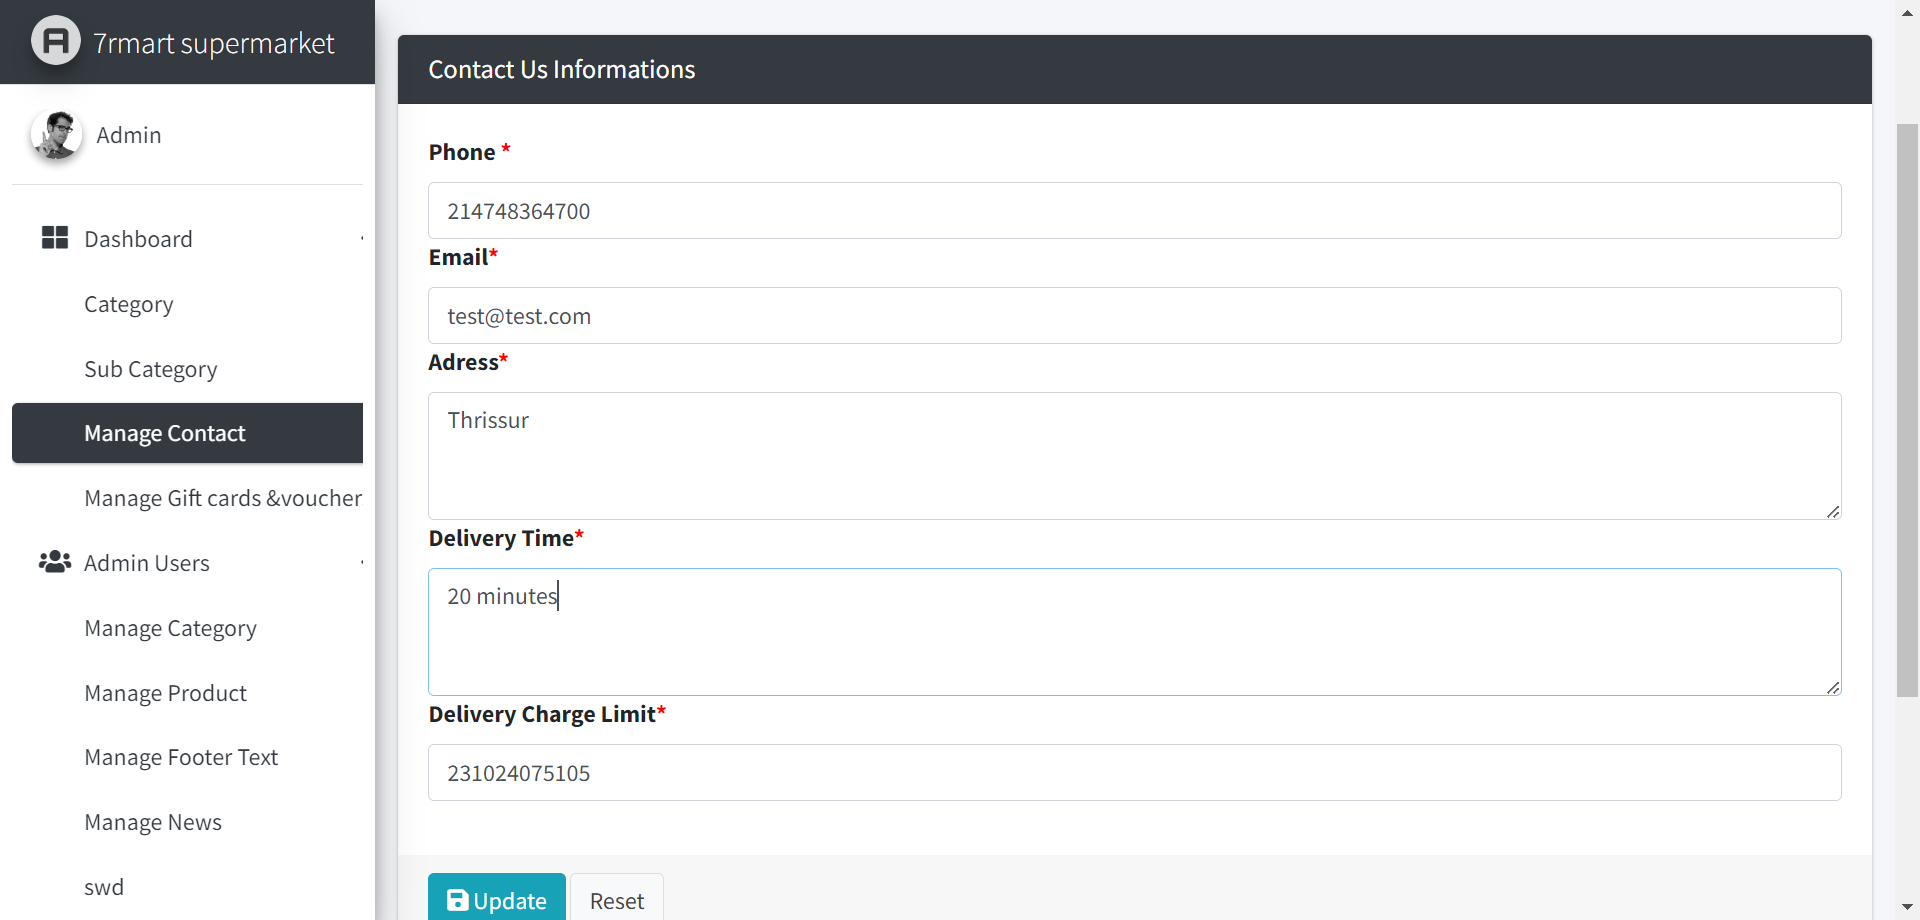 7rmart supermarket
Admin
Dashboard
Category
Sub Category
Manage Contact
Manage Gift cards &voucher
Admin Users
Manage Category
Manage Product
Manage Footer Text
Manage News
swd
Contact Us Informations
Phone *
214748364700
Email*
test@test.com
Adress*
Thrissur
Delivery Time*
20 minutes
Delivery Charge Limit*
231024075105
Update
Reset